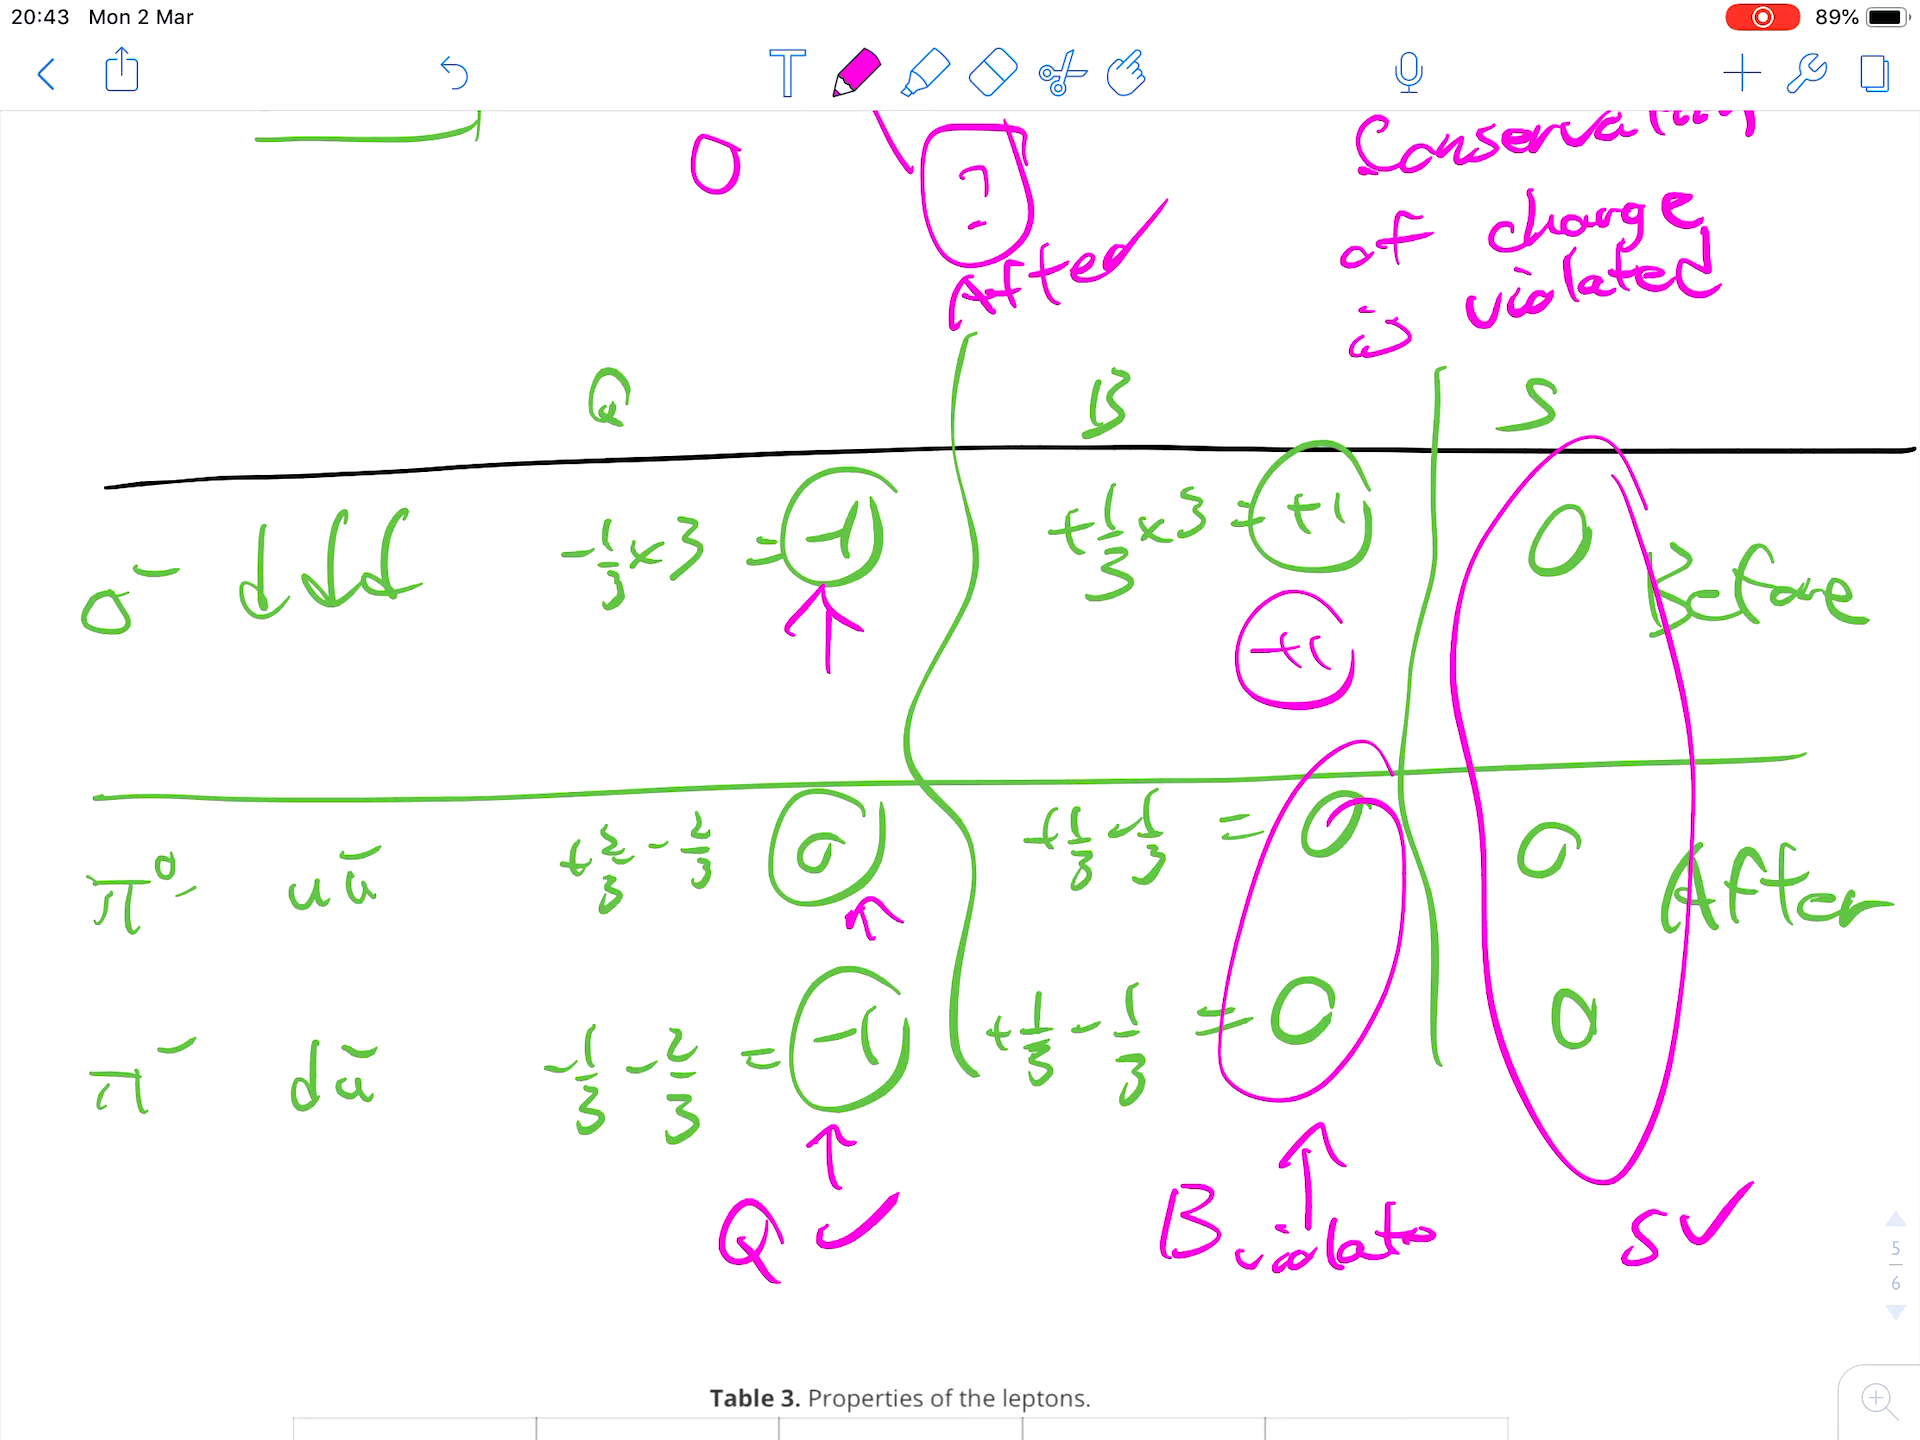 20:43 Mon 2 Mar
89%
T
Conservation
0
?
of charge
After
is violated
Q B S
σ⁻ ddd -1/3 x 3 = -1 +1/3 x 3 = +1 0 Before
+1
π⁰ uū +2/3 - 2/3 0 +1/3 - 1/3 = 0 0 After
π⁻ dū -1/3 - 2/3 = -1 +1/3 - 1/3 = 0 0
Q ✓ B violate S ✓
5
6
Table 3. Properties of the leptons.